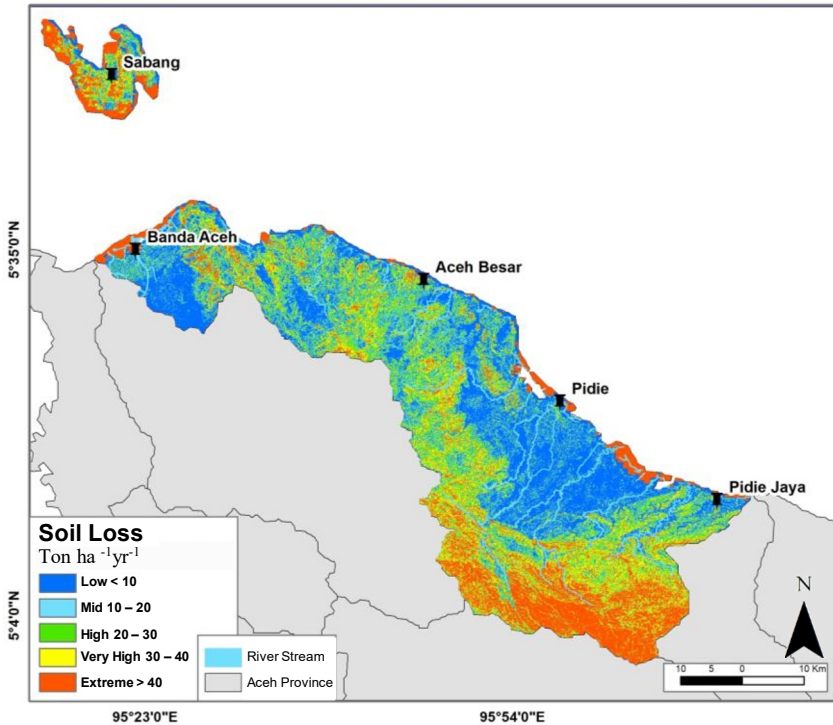 Sabang
Banda Aceh
Aceh Besar
Pidie
Pidie Jaya
5°35'0"N
5°4'0"N
Soil Loss
Ton ha ⁻¹yr⁻¹
Low < 10
Mid 10 – 20
High 20 – 30
Very High 30 – 40
Extreme > 40
River Stream
Aceh Province
N
10 5 0 10 Km
95°23'0"E 95°54'0"E